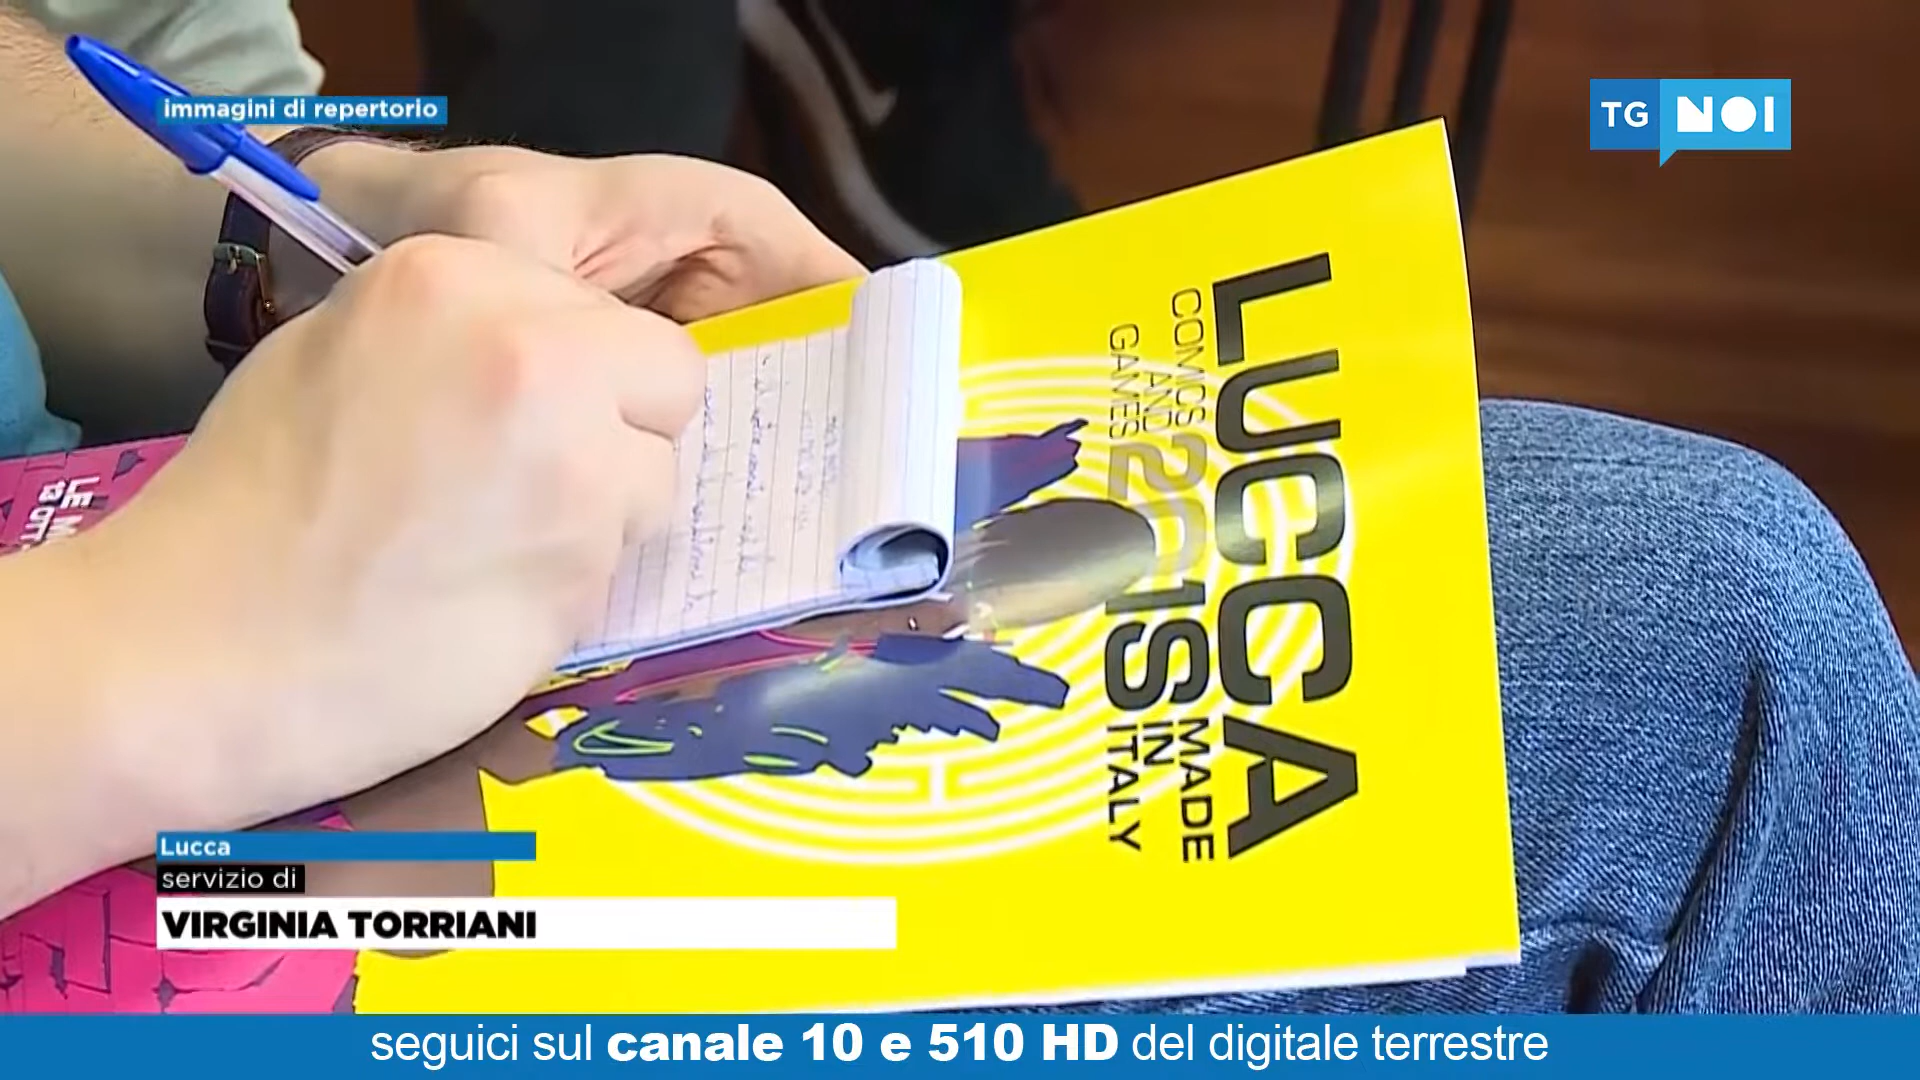 immagini di repertorio
TG NOI
LUCCA
COMICS
AND
GAMES
MADE
IN
ITALY
Lucca
servizio di
VIRGINIA TORRIANI
seguici sul canale 10 e 510 HD del digitale terrestre